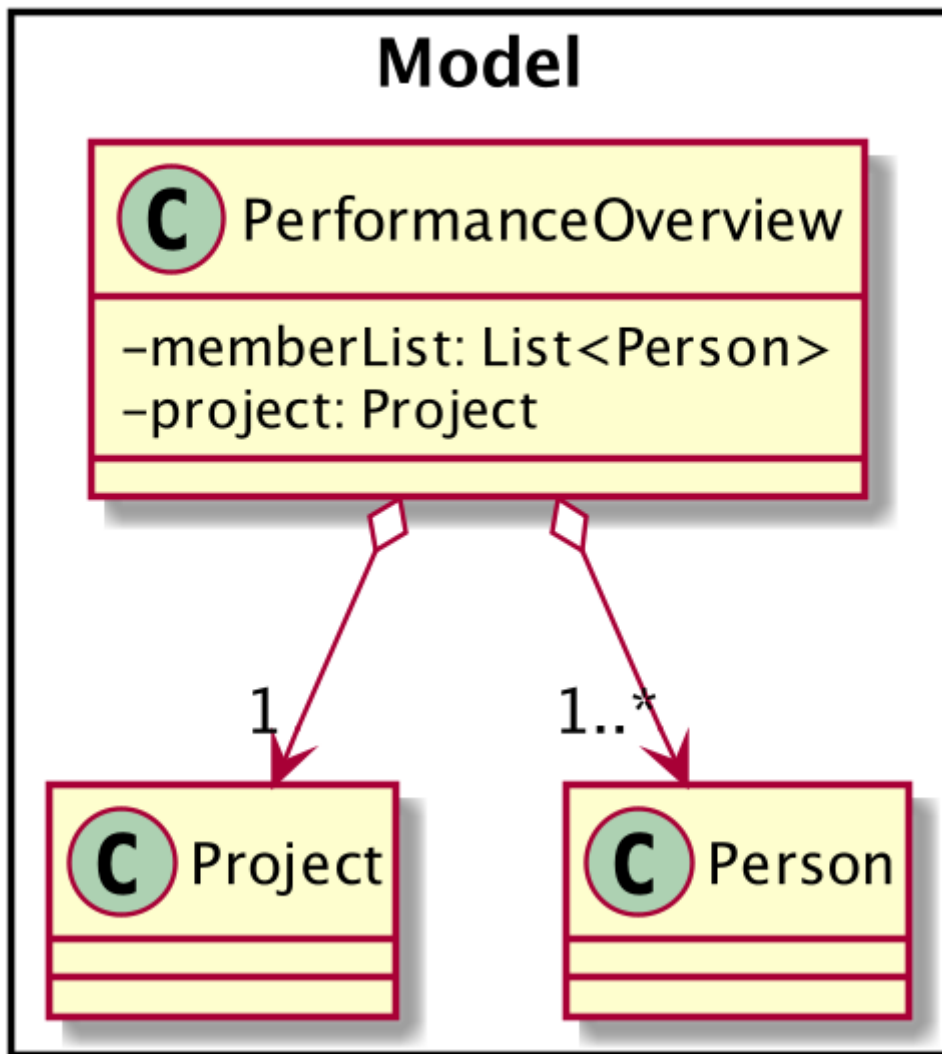 Model
C PerformanceOverview
–memberList: List<Person>
–project: Project
1 1..*
C Project C Person